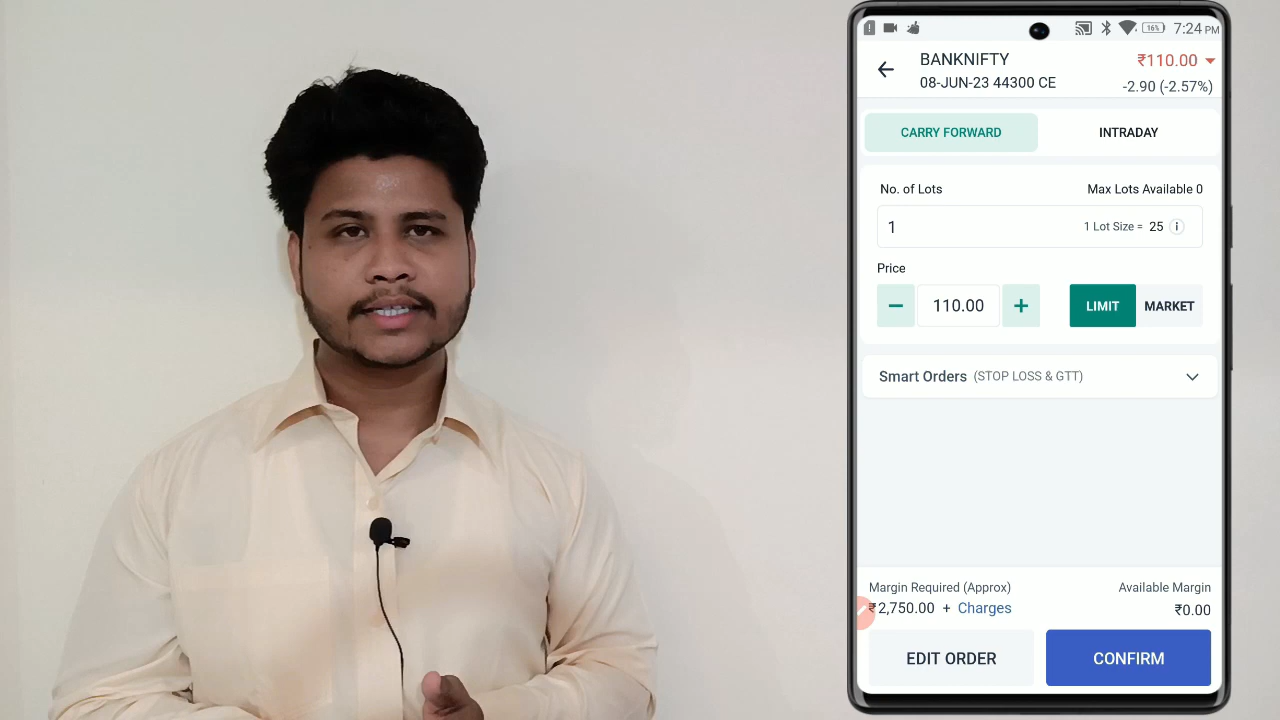 16%
7:24 PM
BANKNIFTY
₹110.00
08-JUN-23 44300 CE
-2.90 (-2.57%)
CARRY FORWARD
INTRADAY
No. of Lots
Max Lots Available 0
1
1 Lot Size = 25
i
Price
− 110.00 +
LIMIT
MARKET
Smart Orders (STOP LOSS & GTT)
Margin Required (Approx)
Available Margin
₹2,750.00 + Charges
₹0.00
EDIT ORDER
CONFIRM